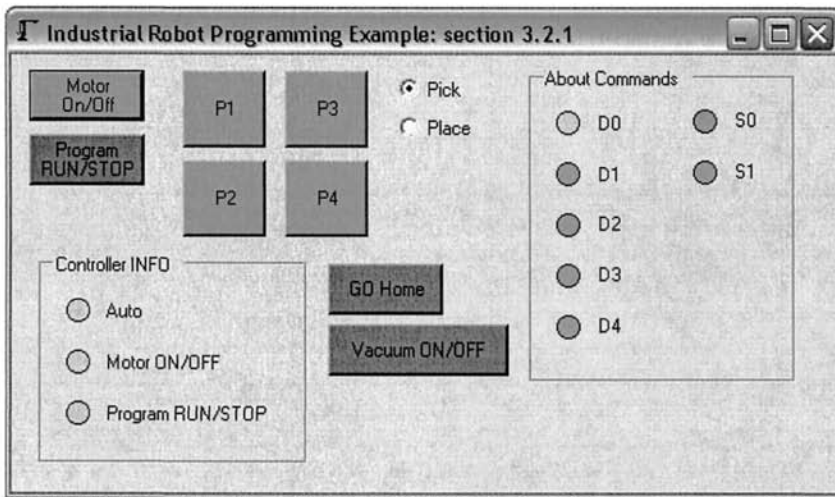 Industrial Robot Programming Example: section 3.2.1
Motor
On/Off
Program
RUN/STOP
P1
P3
P2
P4
Pick
Place
About Commands
D0
S0
D1
S1
D2
D3
D4
Controller INFO
Auto
Motor ON/OFF
Program RUN/STOP
GO Home
Vacuum ON/OFF